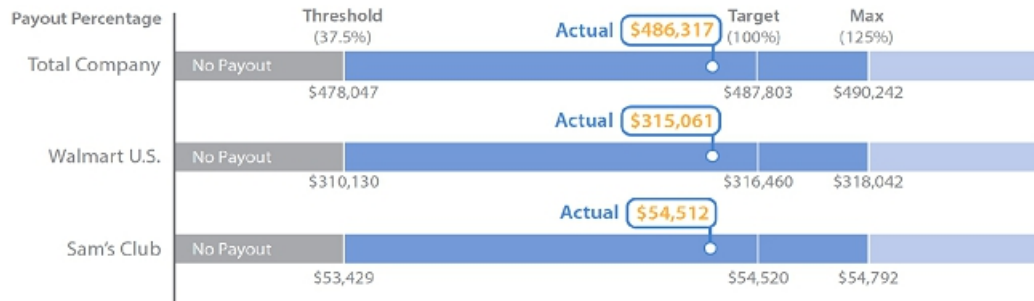 Payout Percentage
Threshold
(37.5%)
Actual $486,317
Target
(100%)
Max
(125%)
Total Company
No Payout
$478,047
$487,803
$490,242
Actual $315,061
Walmart U.S.
No Payout
$310,130
$316,460
$318,042
Actual $54,512
Sam's Club
No Payout
$53,429
$54,520
$54,792